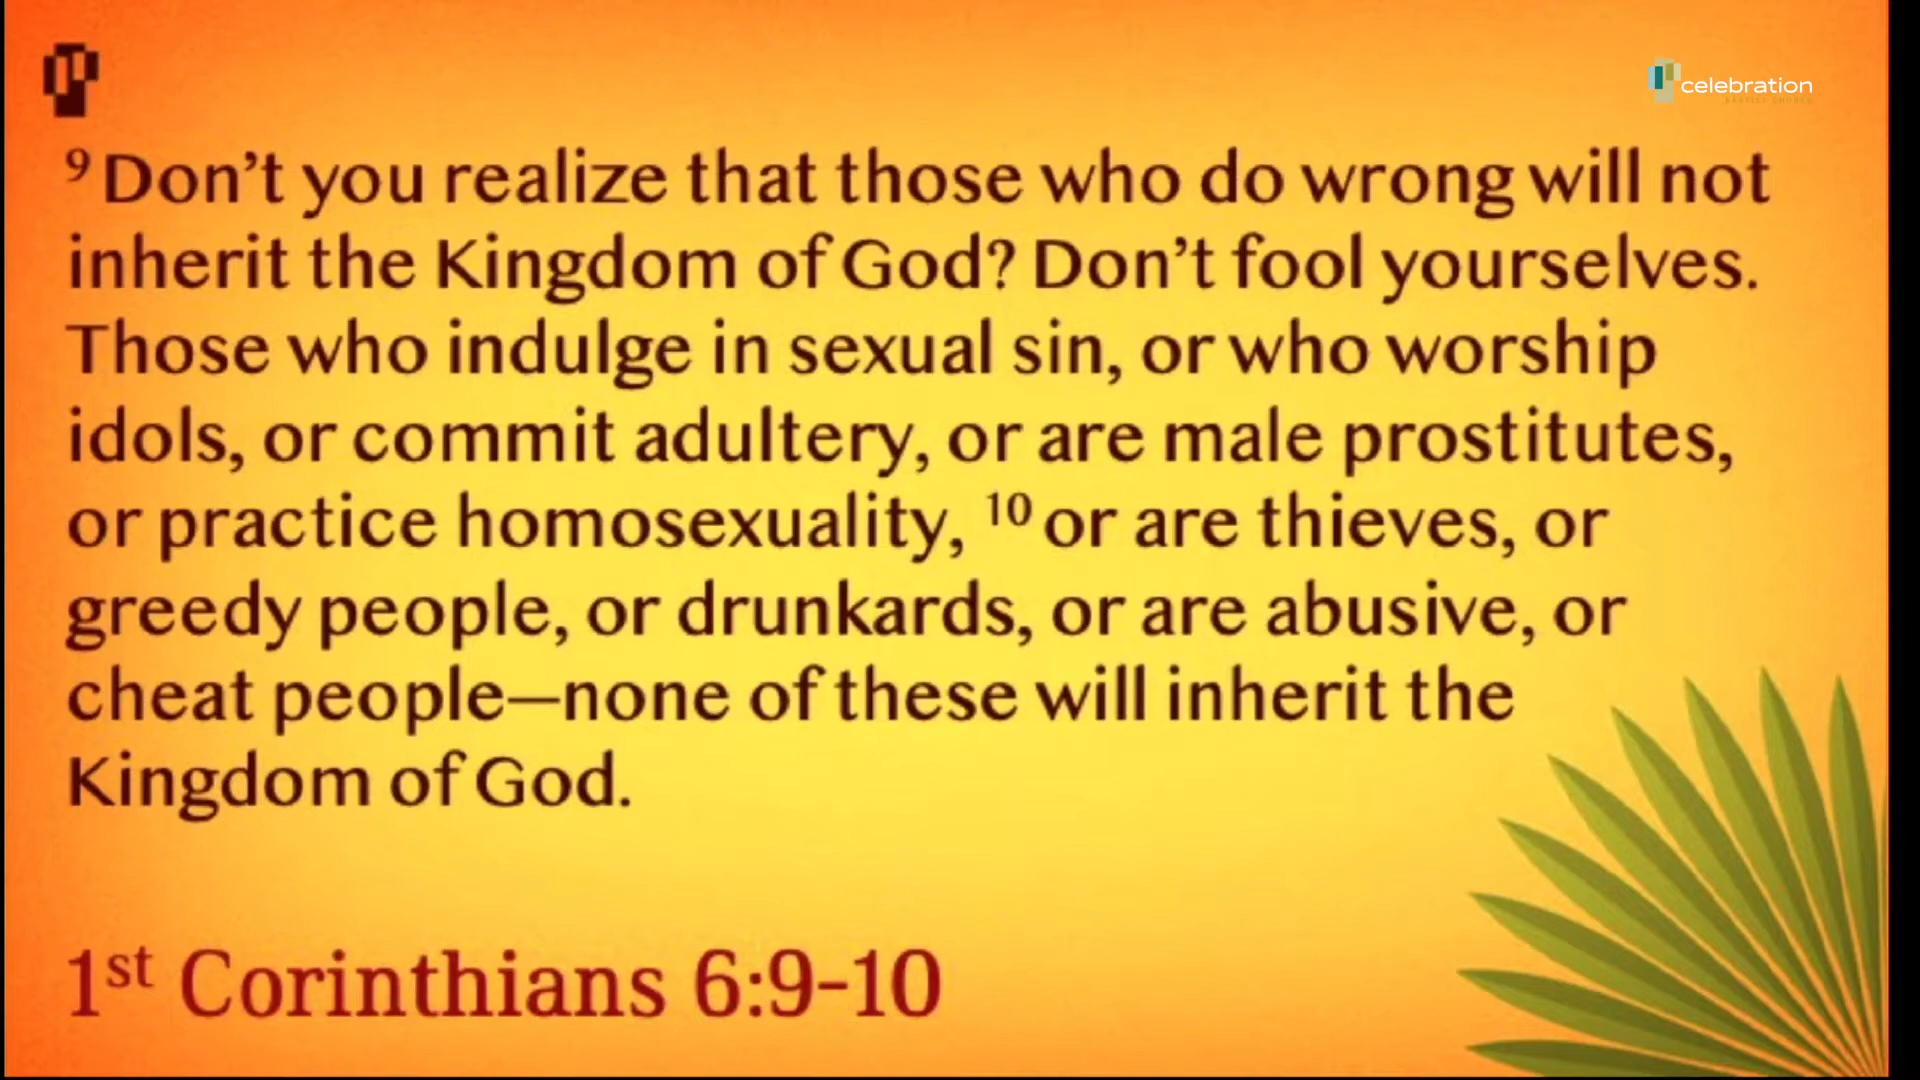 celebration
BAPTIST CHURCH
⁹ Don’t you realize that those who do wrong will not
inherit the Kingdom of God? Don’t fool yourselves.
Those who indulge in sexual sin, or who worship
idols, or commit adultery, or are male prostitutes,
or practice homosexuality, ¹⁰ or are thieves, or
greedy people, or drunkards, or are abusive, or
cheat people—none of these will inherit the
Kingdom of God.
1st Corinthians 6:9-10